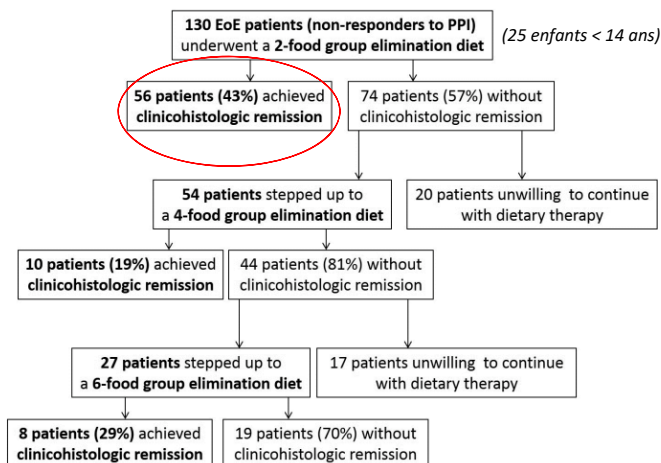 130 EoE patients (non-responders to PPI)
underwent a 2-food group elimination diet
(25 enfants < 14 ans)
56 patients (43%) achieved
clinicohistologic remission
74 patients (57%) without
clinicohistologic remission
54 patients stepped up to
a 4-food group elimination diet
20 patients unwilling to continue
with dietary therapy
10 patients (19%) achieved
clinicohistologic remission
44 patients (81%) without
clinicohistologic remission
27 patients stepped up to
a 6-food group elimination diet
17 patients unwilling to continue
with dietary therapy
8 patients (29%) achieved
clinicohistologic remission
19 patients (70%) without
clinicohistologic remission